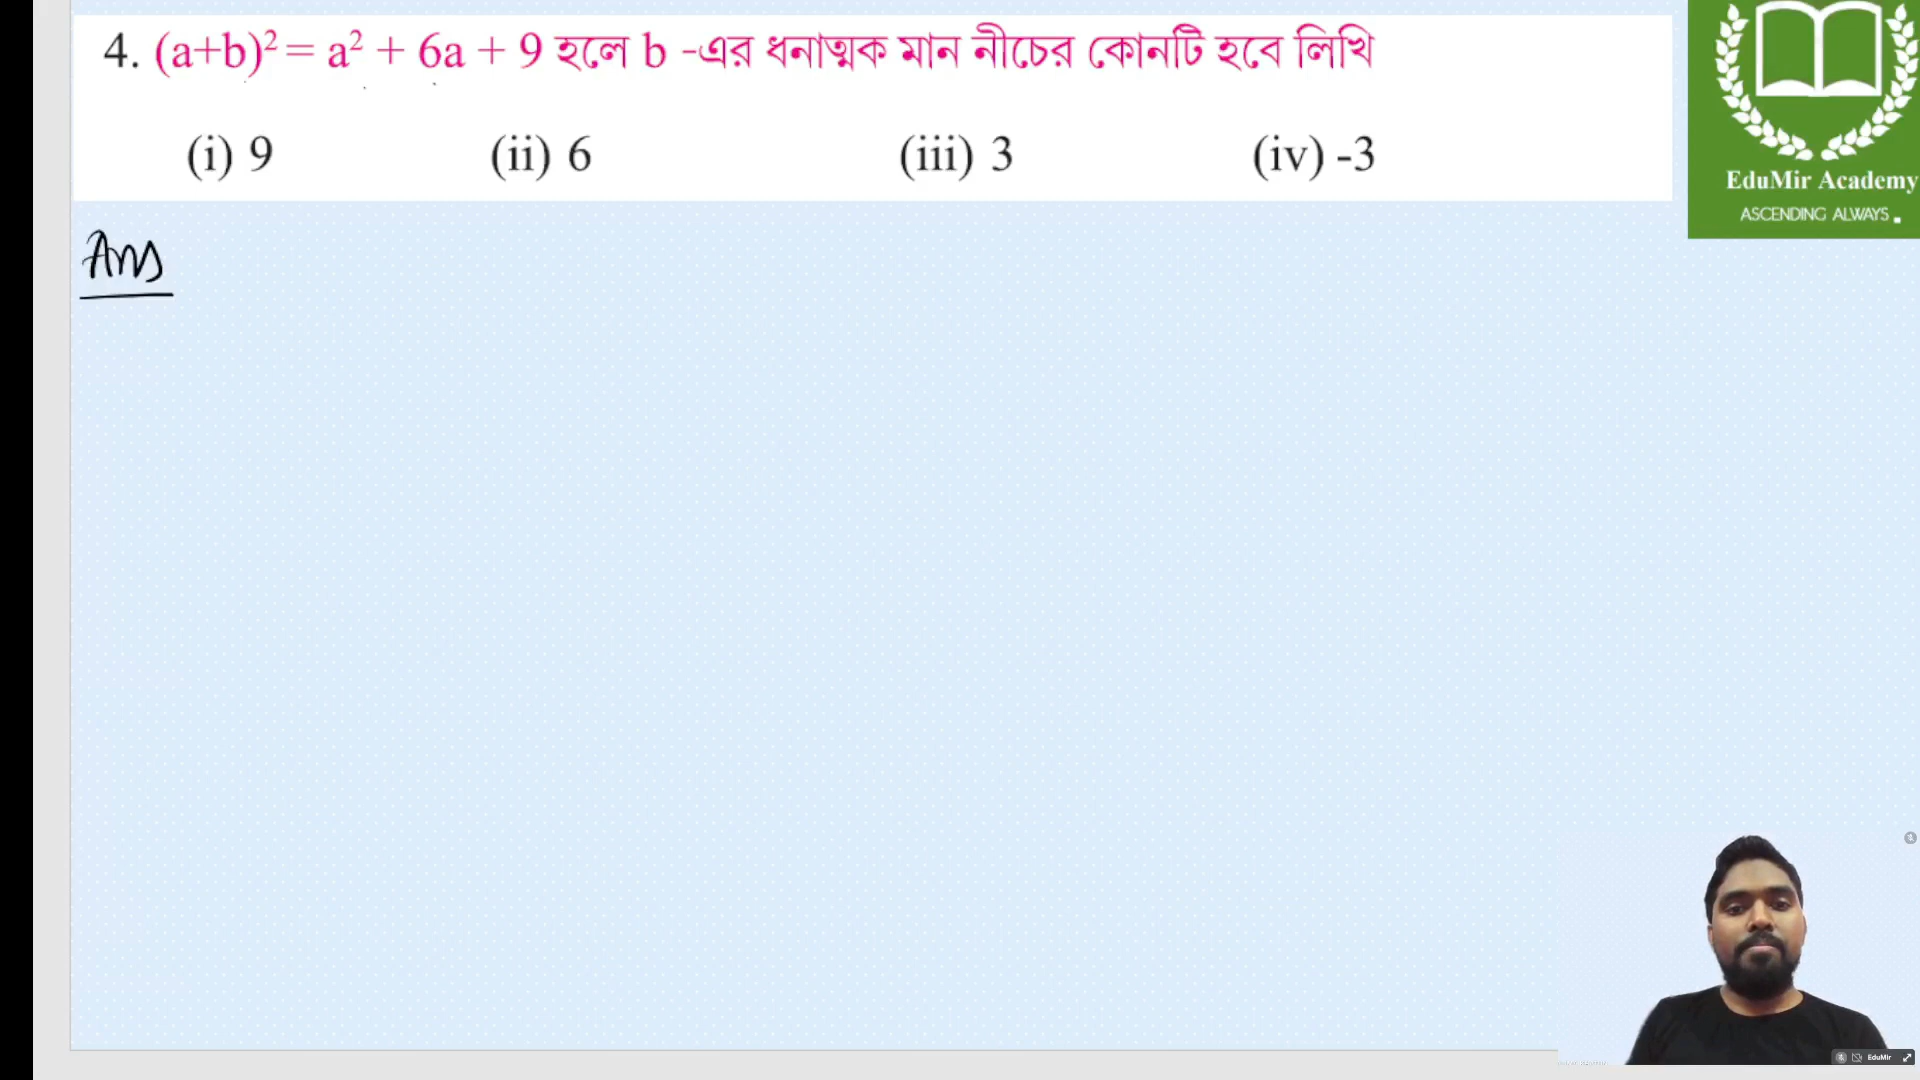 4. (a+b)² = a² + 6a + 9 হলে b -এর ধনাত্মক মান নীচের কোনটি হবে লিখি
(i) 9 (ii) 6 (iii) 3 (iv) -3
EduMir Academy
ASCENDING ALWAYS.
Ans
EduMir